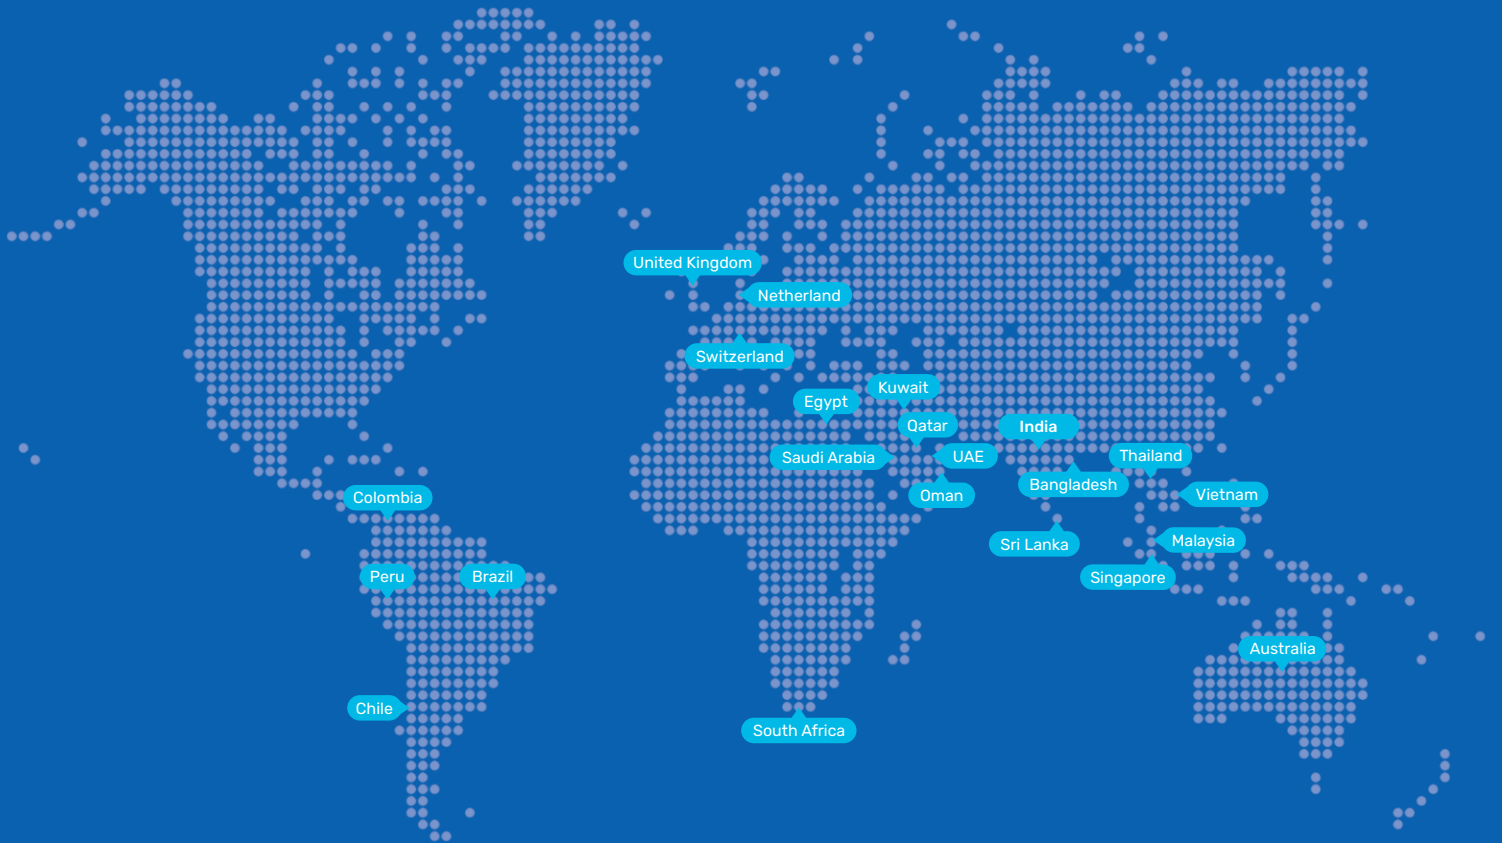 United Kingdom
Netherland
Switzerland
Kuwait
Egypt
Qatar
India
Saudi Arabia
UAE
Thailand
Bangladesh
Oman
Vietnam
Colombia
Sri Lanka
Malaysia
Peru
Brazil
Singapore
Australia
Chile
South Africa